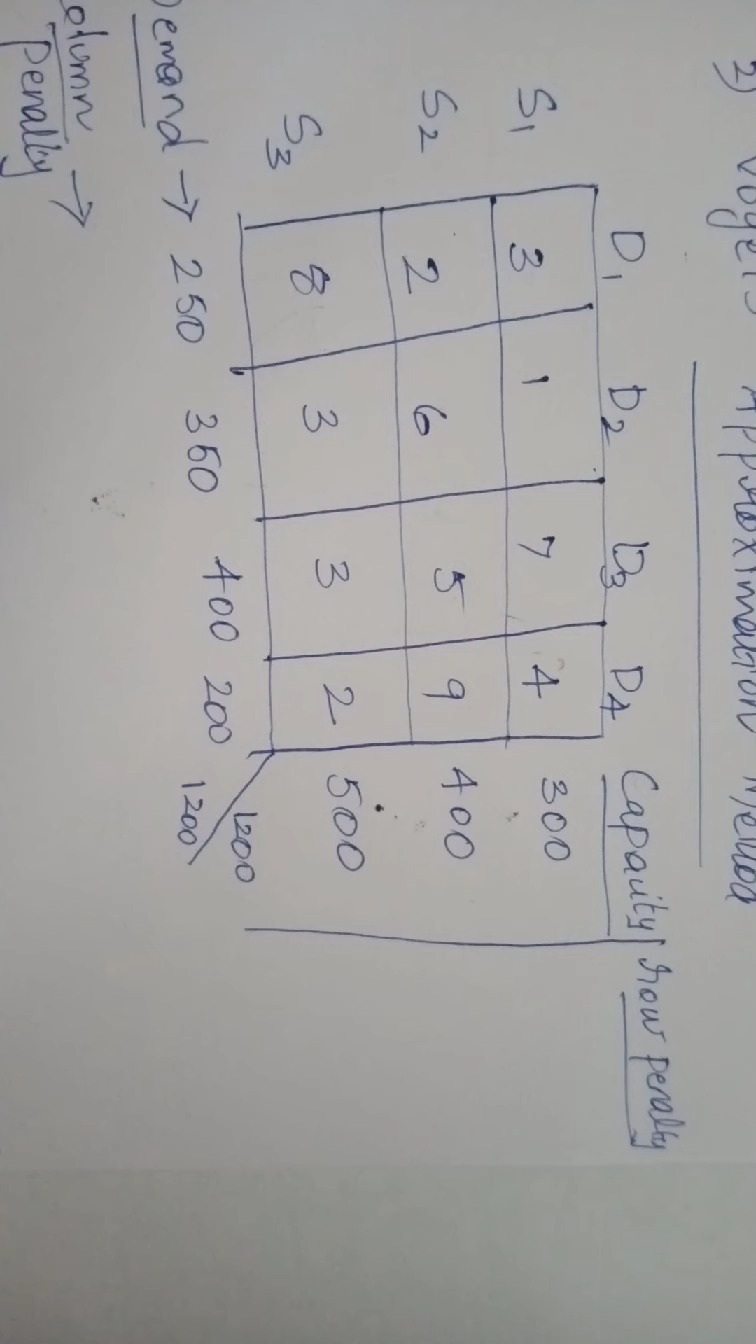 2) Vogel's Approximation Method
D1 D2 D3 D4 Capacity row penalty
S1 3 1 7 4 300
S2 2 6 5 9 400
S3 8 3 3 2 500
Demand → 250 350 400 200 1200
1200
column →
penalty